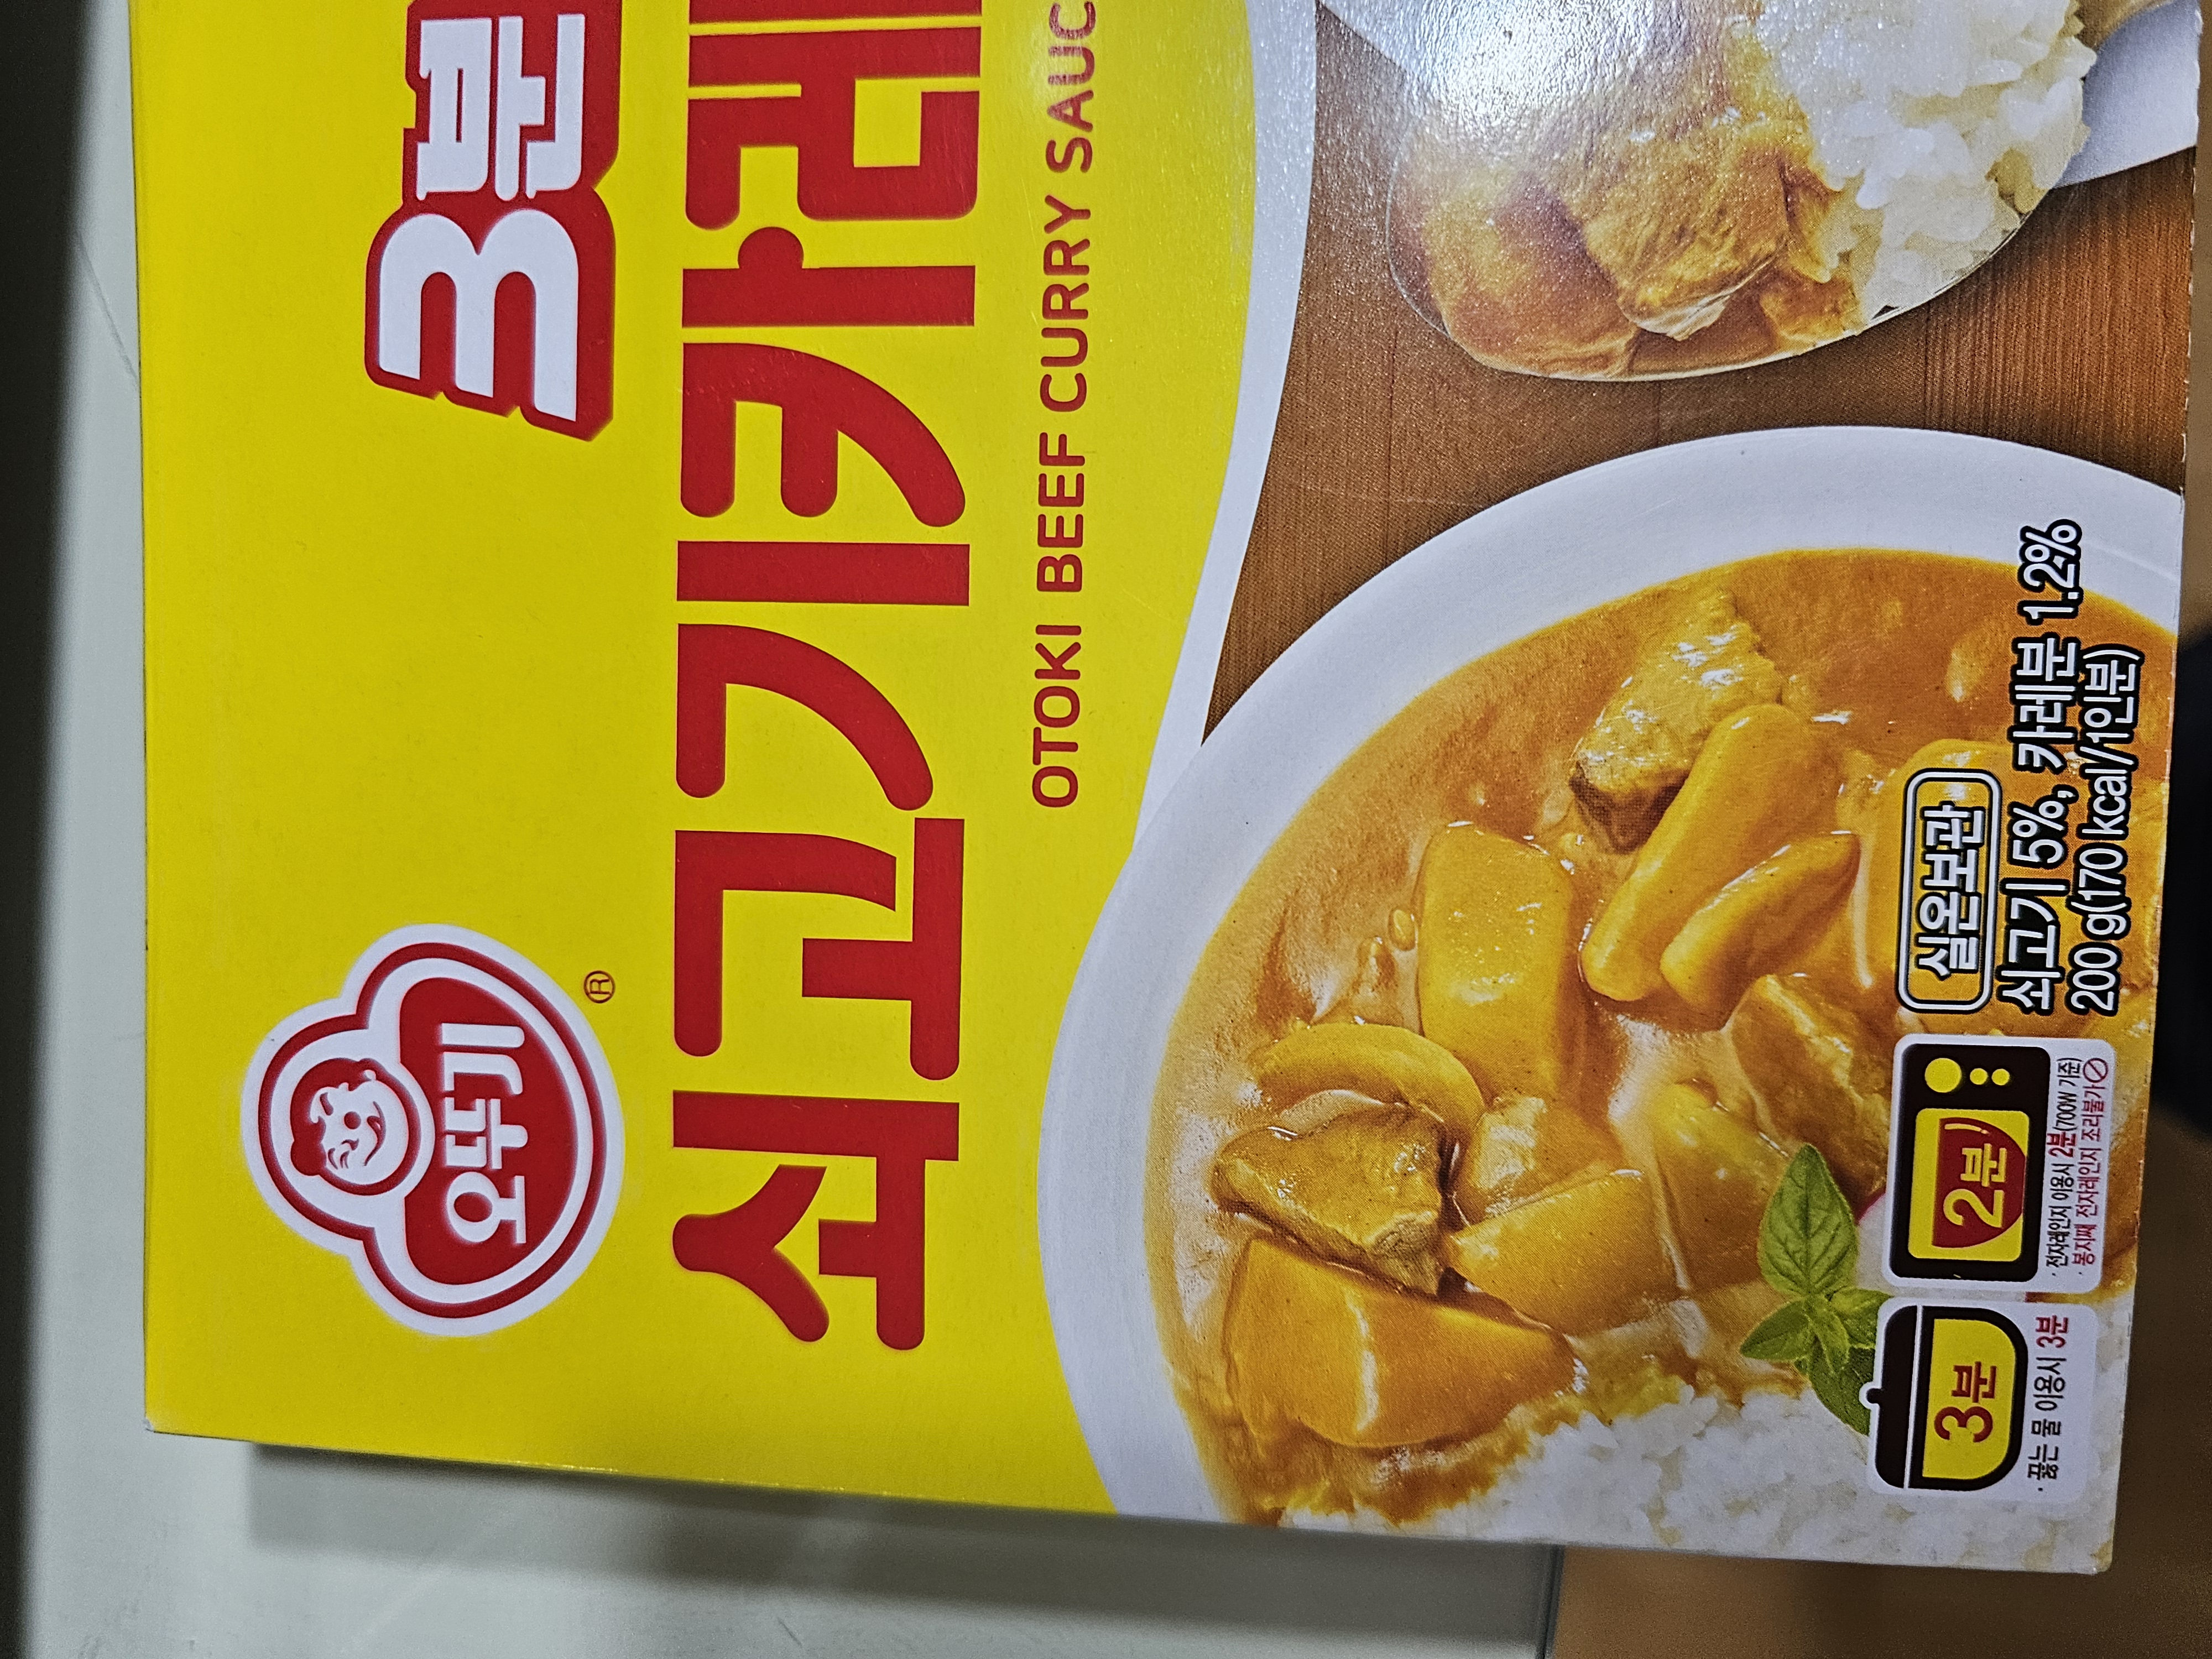 오뚜기
®
3분
쇠고기카레
OTOKI BEEF CURRY SAUC
실온보관
쇠고기 5%, 카레분 1.2%
200 g(170 kcal/1인분)
3분
· 끓는 물 이용시 3분
2분
· 전자레인지 이용시 2분(700W 기준)
· 봉지째 전자레인지 조리불가